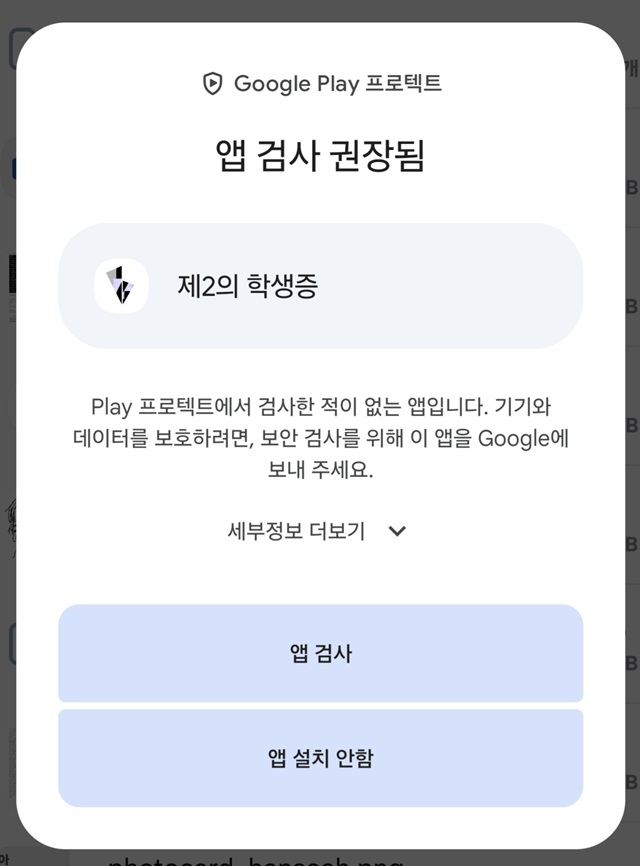 Google Play 프로텍트
앱 검사 권장됨
제2의 학생증
Play 프로텍트에서 검사한 적이 없는 앱입니다. 기기와
데이터를 보호하려면, 보안 검사를 위해 이 앱을 Google에
보내 주세요.
세부정보 더보기
앱 검사
앱 설치 안함